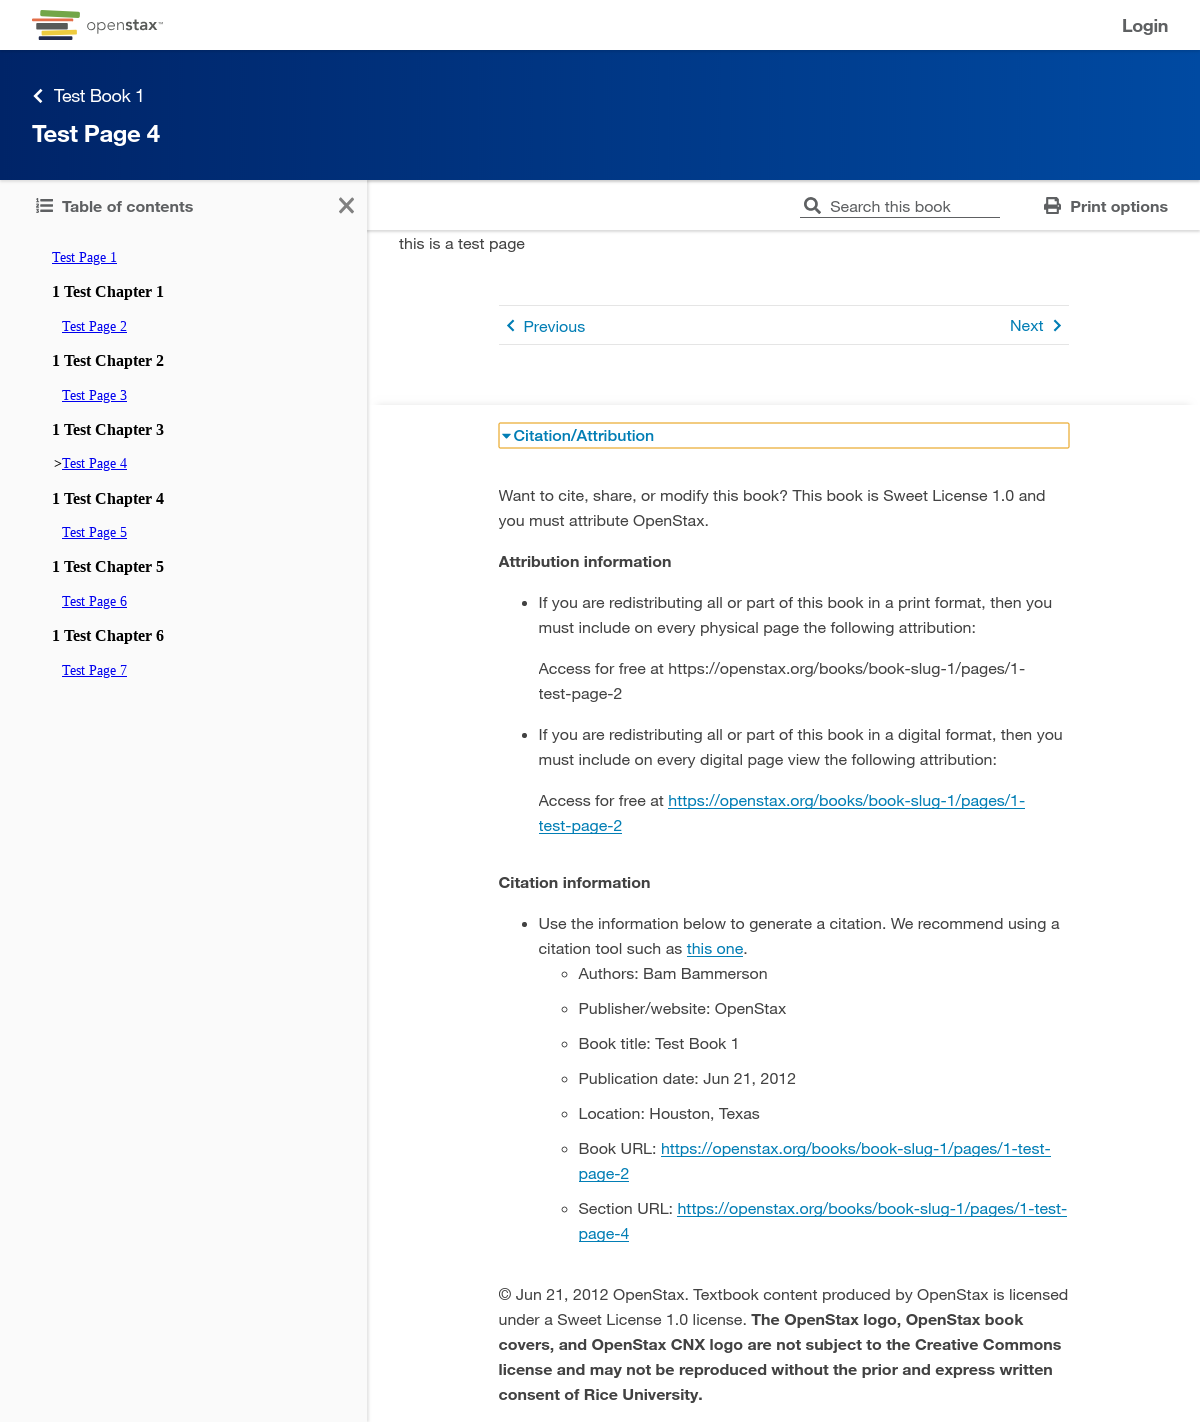 openstax™
Login
Test Book 1
Test Page 4
Table of contents
Search this book
Print options
Test Page 1
1 Test Chapter 1
Test Page 2
1 Test Chapter 2
Test Page 3
1 Test Chapter 3
>Test Page 4
1 Test Chapter 4
Test Page 5
1 Test Chapter 5
Test Page 6
1 Test Chapter 6
Test Page 7
this is a test page
Previous
Next
Citation/Attribution
Want to cite, share, or modify this book? This book is Sweet License 1.0 and
you must attribute OpenStax.
Attribution information
• If you are redistributing all or part of this book in a print format, then you
must include on every physical page the following attribution:
Access for free at https://openstax.org/books/book-slug-1/pages/1-
test-page-2
• If you are redistributing all or part of this book in a digital format, then you
must include on every digital page view the following attribution:
Access for free at https://openstax.org/books/book-slug-1/pages/1-
test-page-2
Citation information
• Use the information below to generate a citation. We recommend using a
citation tool such as this one.
◦ Authors: Bam Bammerson
◦ Publisher/website: OpenStax
◦ Book title: Test Book 1
◦ Publication date: Jun 21, 2012
◦ Location: Houston, Texas
◦ Book URL: https://openstax.org/books/book-slug-1/pages/1-test-
page-2
◦ Section URL: https://openstax.org/books/book-slug-1/pages/1-test-
page-4
© Jun 21, 2012 OpenStax. Textbook content produced by OpenStax is licensed
under a Sweet License 1.0 license. The OpenStax logo, OpenStax book
covers, and OpenStax CNX logo are not subject to the Creative Commons
license and may not be reproduced without the prior and express written
consent of Rice University.